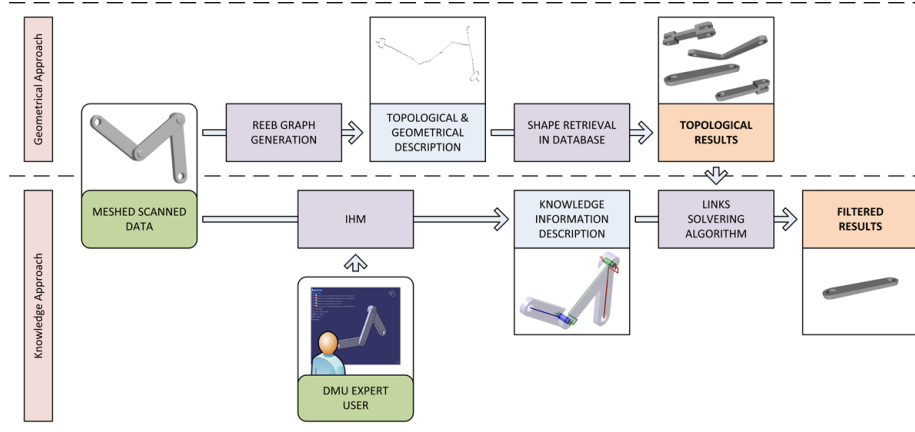 Geometrical Approach
REEB GRAPH
GENERATION
TOPOLOGICAL &
GEOMETRICAL
DESCRIPTION
SHAPE RETRIEVAL
IN DATABASE
TOPOLOGICAL
RESULTS
Knowledge Approach
MESHED SCANNED
DATA
IHM
KNOWLEDGE
INFORMATION
DESCRIPTION
LINKS
SOLVERING
ALGORITHM
FILTERED
RESULTS
DMU EXPERT
USER